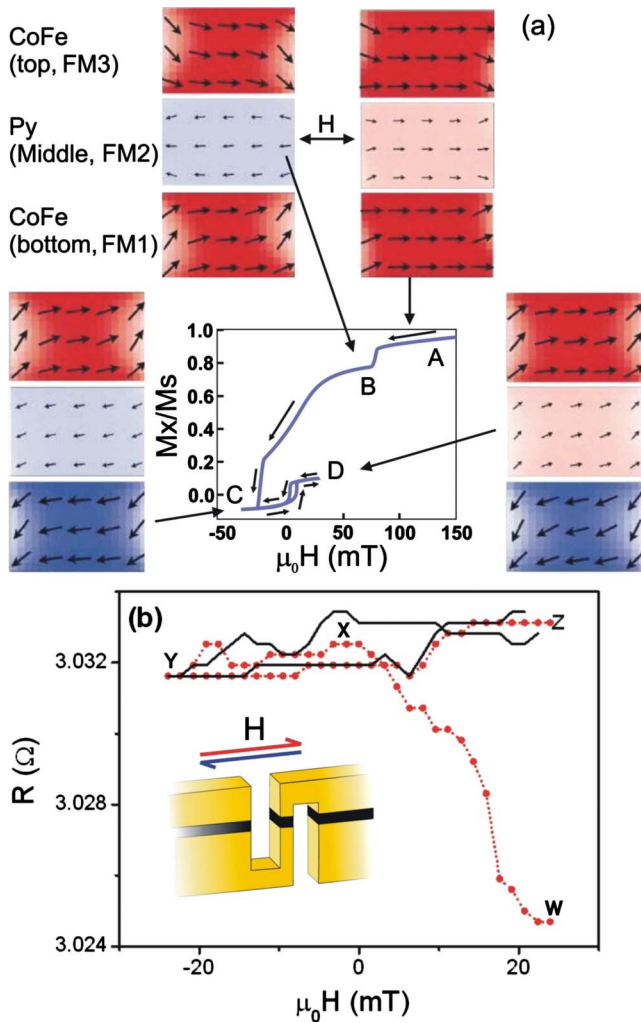 CoFe
(top, FM3)
(a)
Py
(Middle, FM2)
H
CoFe
(bottom, FM1)
Mx/Ms
1.0
0.8
0.6
0.4
0.2
0.0
A
B
C
D
-50 0 50 100 150
μ₀H (mT)
(b)
X
Y
Z
3.032
H
R (Ω)
3.028
W
3.024
-20 0 20
μ₀H (mT)